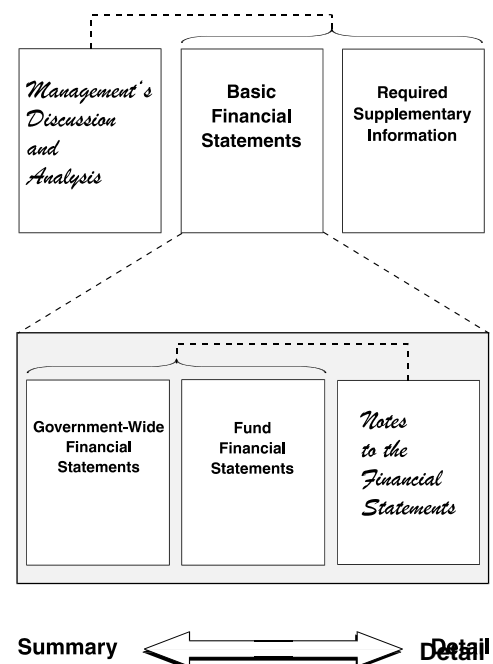 Management's
Discussion
and
Analysis
Basic
Financial
Statements
Required
Supplementary
Information
Government-Wide
Financial
Statements
Fund
Financial
Statements
Notes
to the
Financial
Statements
Summary
Detail
Detail